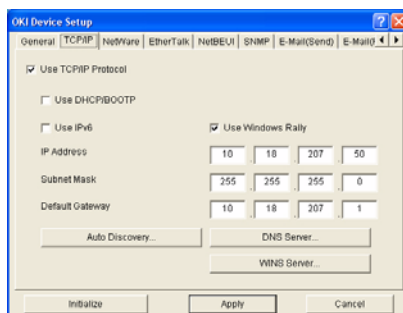 OKI Device Setup
General TCP/IP NetWare EtherTalk NetBEUI SNMP E-Mail(Send) E-Mail(
Use TCP/IP Protocol
Use DHCP/BOOTP
Use IPv6 Use Windows Rally
IP Address 10 . 18 . 207 . 50
Subnet Mask 255 . 255 . 255 . 0
Default Gateway 10 . 18 . 207 . 1
Auto Discovery... DNS Server...
WINS Server...
Initialize Apply Cancel